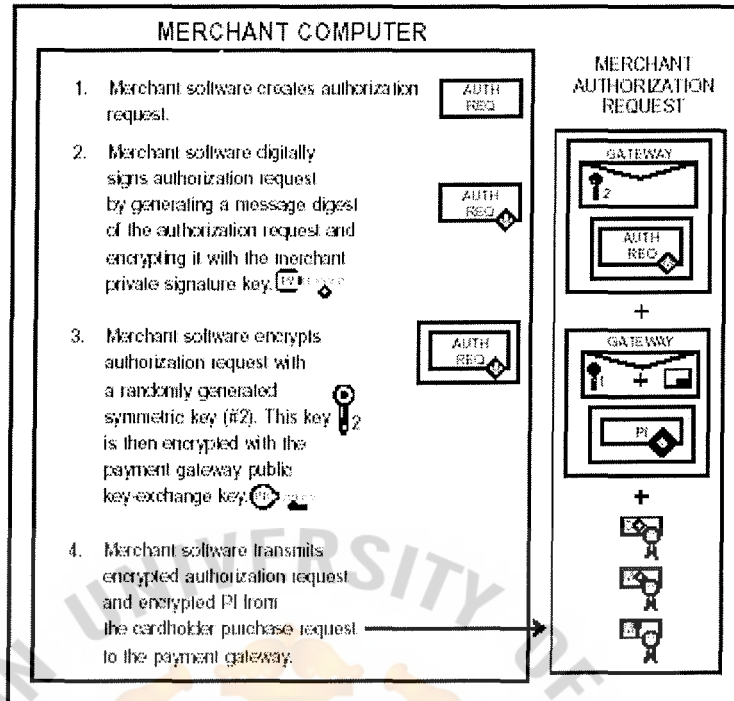 MERCHANT COMPUTER
1. Merchant software creates authorization
request.
AUTH
REQ
2. Merchant software digitally
signs authorization request
by generating a message digest
of the authorization request and
encrypting it with the merchant
private signature key.
AUTH
REQ
3. Merchant software encrypts
authorization request with
a randomly generated
symmetric key (#2). This key
2
is then encrypted with the
payment gateway public
key-exchange key.
AUTH
REQ
4. Merchant software transmits
encrypted authorization request
and encrypted PI from
the cardholder purchase request
to the payment gateway.
MERCHANT
AUTHORIZATION
REQUEST
GATEWAY
2
AUTH
REQ
+
GATEWAY
1 +
PI
+
UNIVERSITY OF